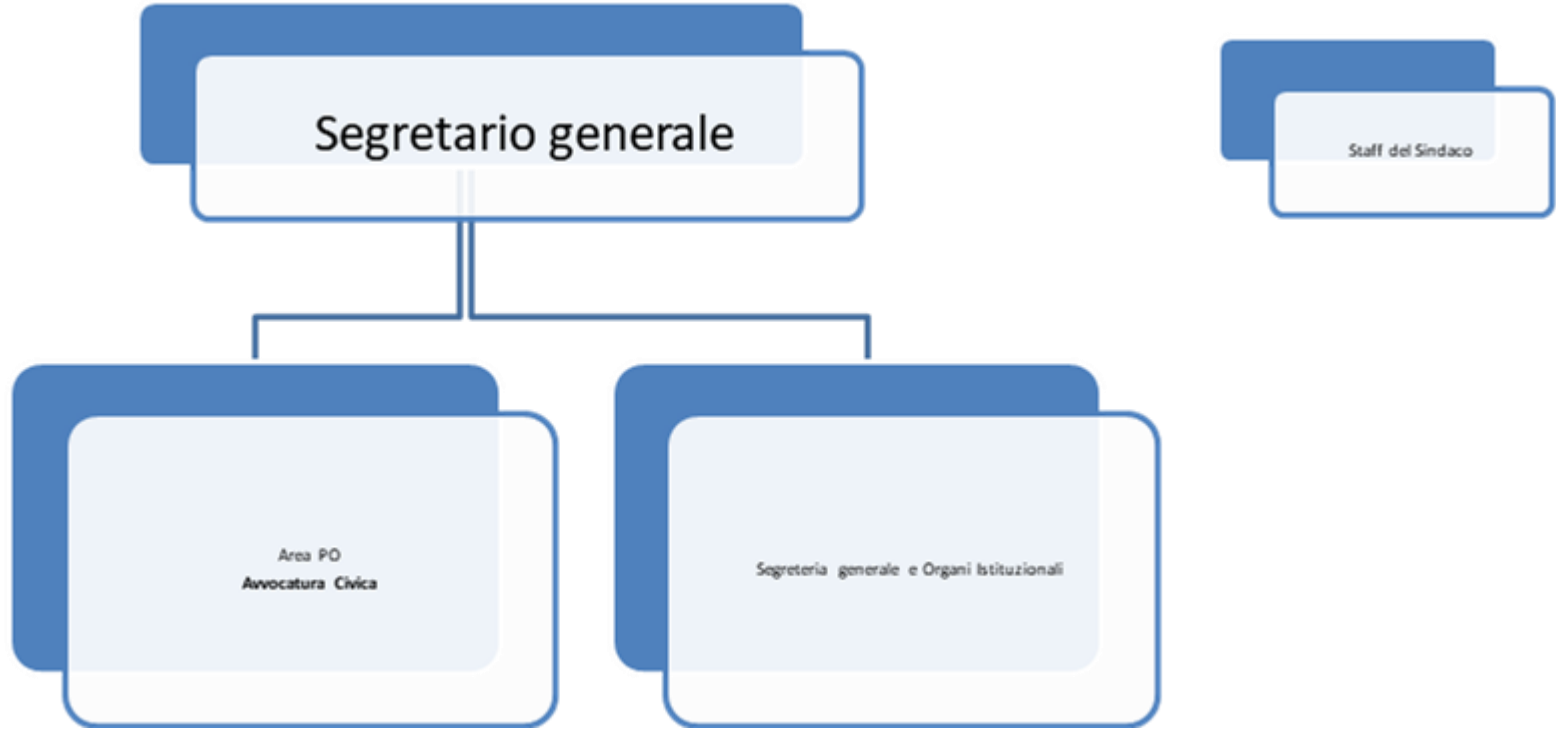 Segretario generale
Staff del Sindaco
Area PO
Avvocatura Civica
Segreteria generale e Organi Istituzionali